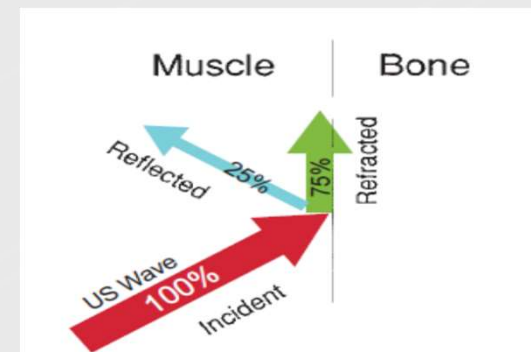 Muscle Bone
Reflected
25%
75%
Refracted
US Wave
100%
Incident